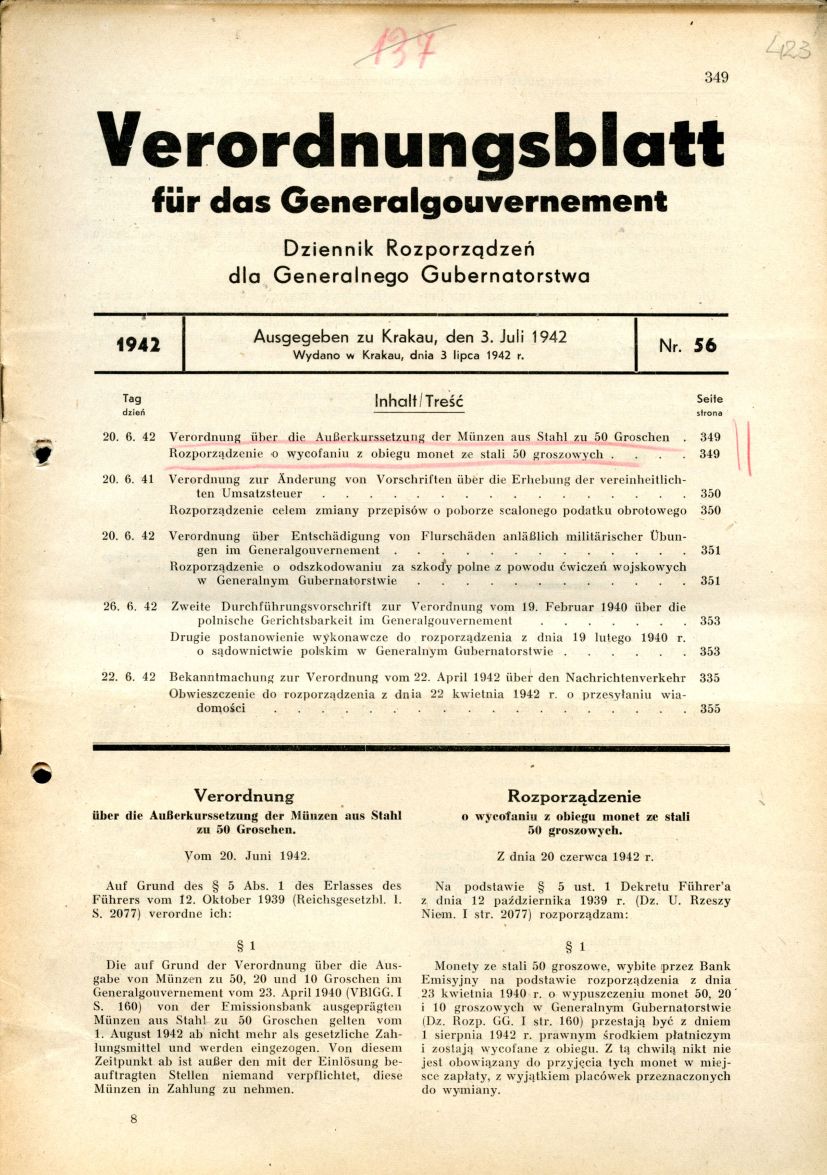 137
423
349
Verordnungsblatt
für das Generalgouvernement
Dziennik Rozporządzeń
dla Generalnego Gubernatorstwa
1942
Ausgegeben zu Krakau, den 3. Juli 1942
Wydano w Krakau, dnia 3 lipca 1942 r.
Nr. 56
Tag
dzień
Inhalt/Treść
Seite
strona
20. 6. 42 Verordnung über die Außerkurssetzung der Münzen aus Stahl zu 50 Groschen . 349
Rozporządzenie o wycofaniu z obiegu monet ze stali 50 groszowych . . . . 349
20. 6. 41 Verordnung zur Änderung von Vorschriften über die Erhebung der vereinheitlich-
ten Umsatzsteuer . . . . . . . . . . . . . . . . 350
Rozporządzenie celem zmiany przepisów o poborze scalonego podatku obrotowego 350
20. 6. 42 Verordnung über Entschädigung von Flurschäden anläßlich militärischer Übun-
gen im Generalgouvernement . . . . . . . . . . . . . 351
Rozporządzenie o odszkodowaniu za szkody polne z powodu ćwiczeń wojskowych
w Generalnym Gubernatorstwie . . . . . . . . . . . . 351
26. 6. 42 Zweite Durchführungsvorschrift zur Verordnung vom 19. Februar 1940 über die
polnische Gerichtsbarkeit im Generalgouvernement . . . . . . 353
Drugie postanowienie wykonawcze do rozporządzenia z dnia 19 lutego 1940 r.
o sądownictwie polskim w Generalnym Gubernatorstwie . . . . . . 353
22. 6. 42 Bekanntmachung zur Verordnung vom 22. April 1942 über den Nachrichtenverkehr 335
Obwieszczenie do rozporządzenia z dnia 22 kwietnia 1942 r. o przesyłaniu wia-
domości . . . . . . . . . . . . . . . . . 355
Verordnung
über die Außerkurssetzung der Münzen aus Stahl
zu 50 Groschen.
Vom 20. Juni 1942.
Auf Grund des § 5 Abs. 1 des Erlasses des
Führers vom 12. Oktober 1939 (Reichsgesetzbl. I.
S. 2077) verordne ich:
§ 1
Die auf Grund der Verordnung über die Aus-
gabe von Münzen zu 50, 20 und 10 Groschen im
Generalgouvernement vom 23. April 1940 (VBlGG. I
S. 160) von der Emissionsbank ausgeprägten
Münzen aus Stahl zu 50 Groschen gelten vom
1. August 1942 ab nicht mehr als gesetzliche Zah-
lungsmittel und werden eingezogen. Von diesem
Zeitpunkt ab ist außer den mit der Einlösung be-
auftragten Stellen niemand verpflichtet, diese
Münzen in Zahlung zu nehmen.
8
Rozporządzenie
o wycofaniu z obiegu monet ze stali
50 groszowych.
Z dnia 20 czerwca 1942 r.
Na podstawie § 5 ust. 1 Dekretu Führer'a
z dnia 12 października 1939 r. (Dz. U. Rzeszy
Niem. I str. 2077) rozporządzam:
§ 1
Monety ze stali 50 groszowe, wybite przez Bank
Emisyjny na podstawie rozporządzenia z dnia
23 kwietnia 1940 r. o wypuszczeniu monet 50, 20
i 10 groszowych w Generalnym Gubernatorstwie
(Dz. Rozp. GG. I str. 160) przestają być z dniem
1 sierpnia 1942 r. prawnym środkiem płatniczym
i zostają wycofane z obiegu. Z tą chwilą nikt nie
jest obowiązany do przyjęcia tych monet w miej-
sce zapłaty, z wyjątkiem placówek przeznaczonych
do wymiany.